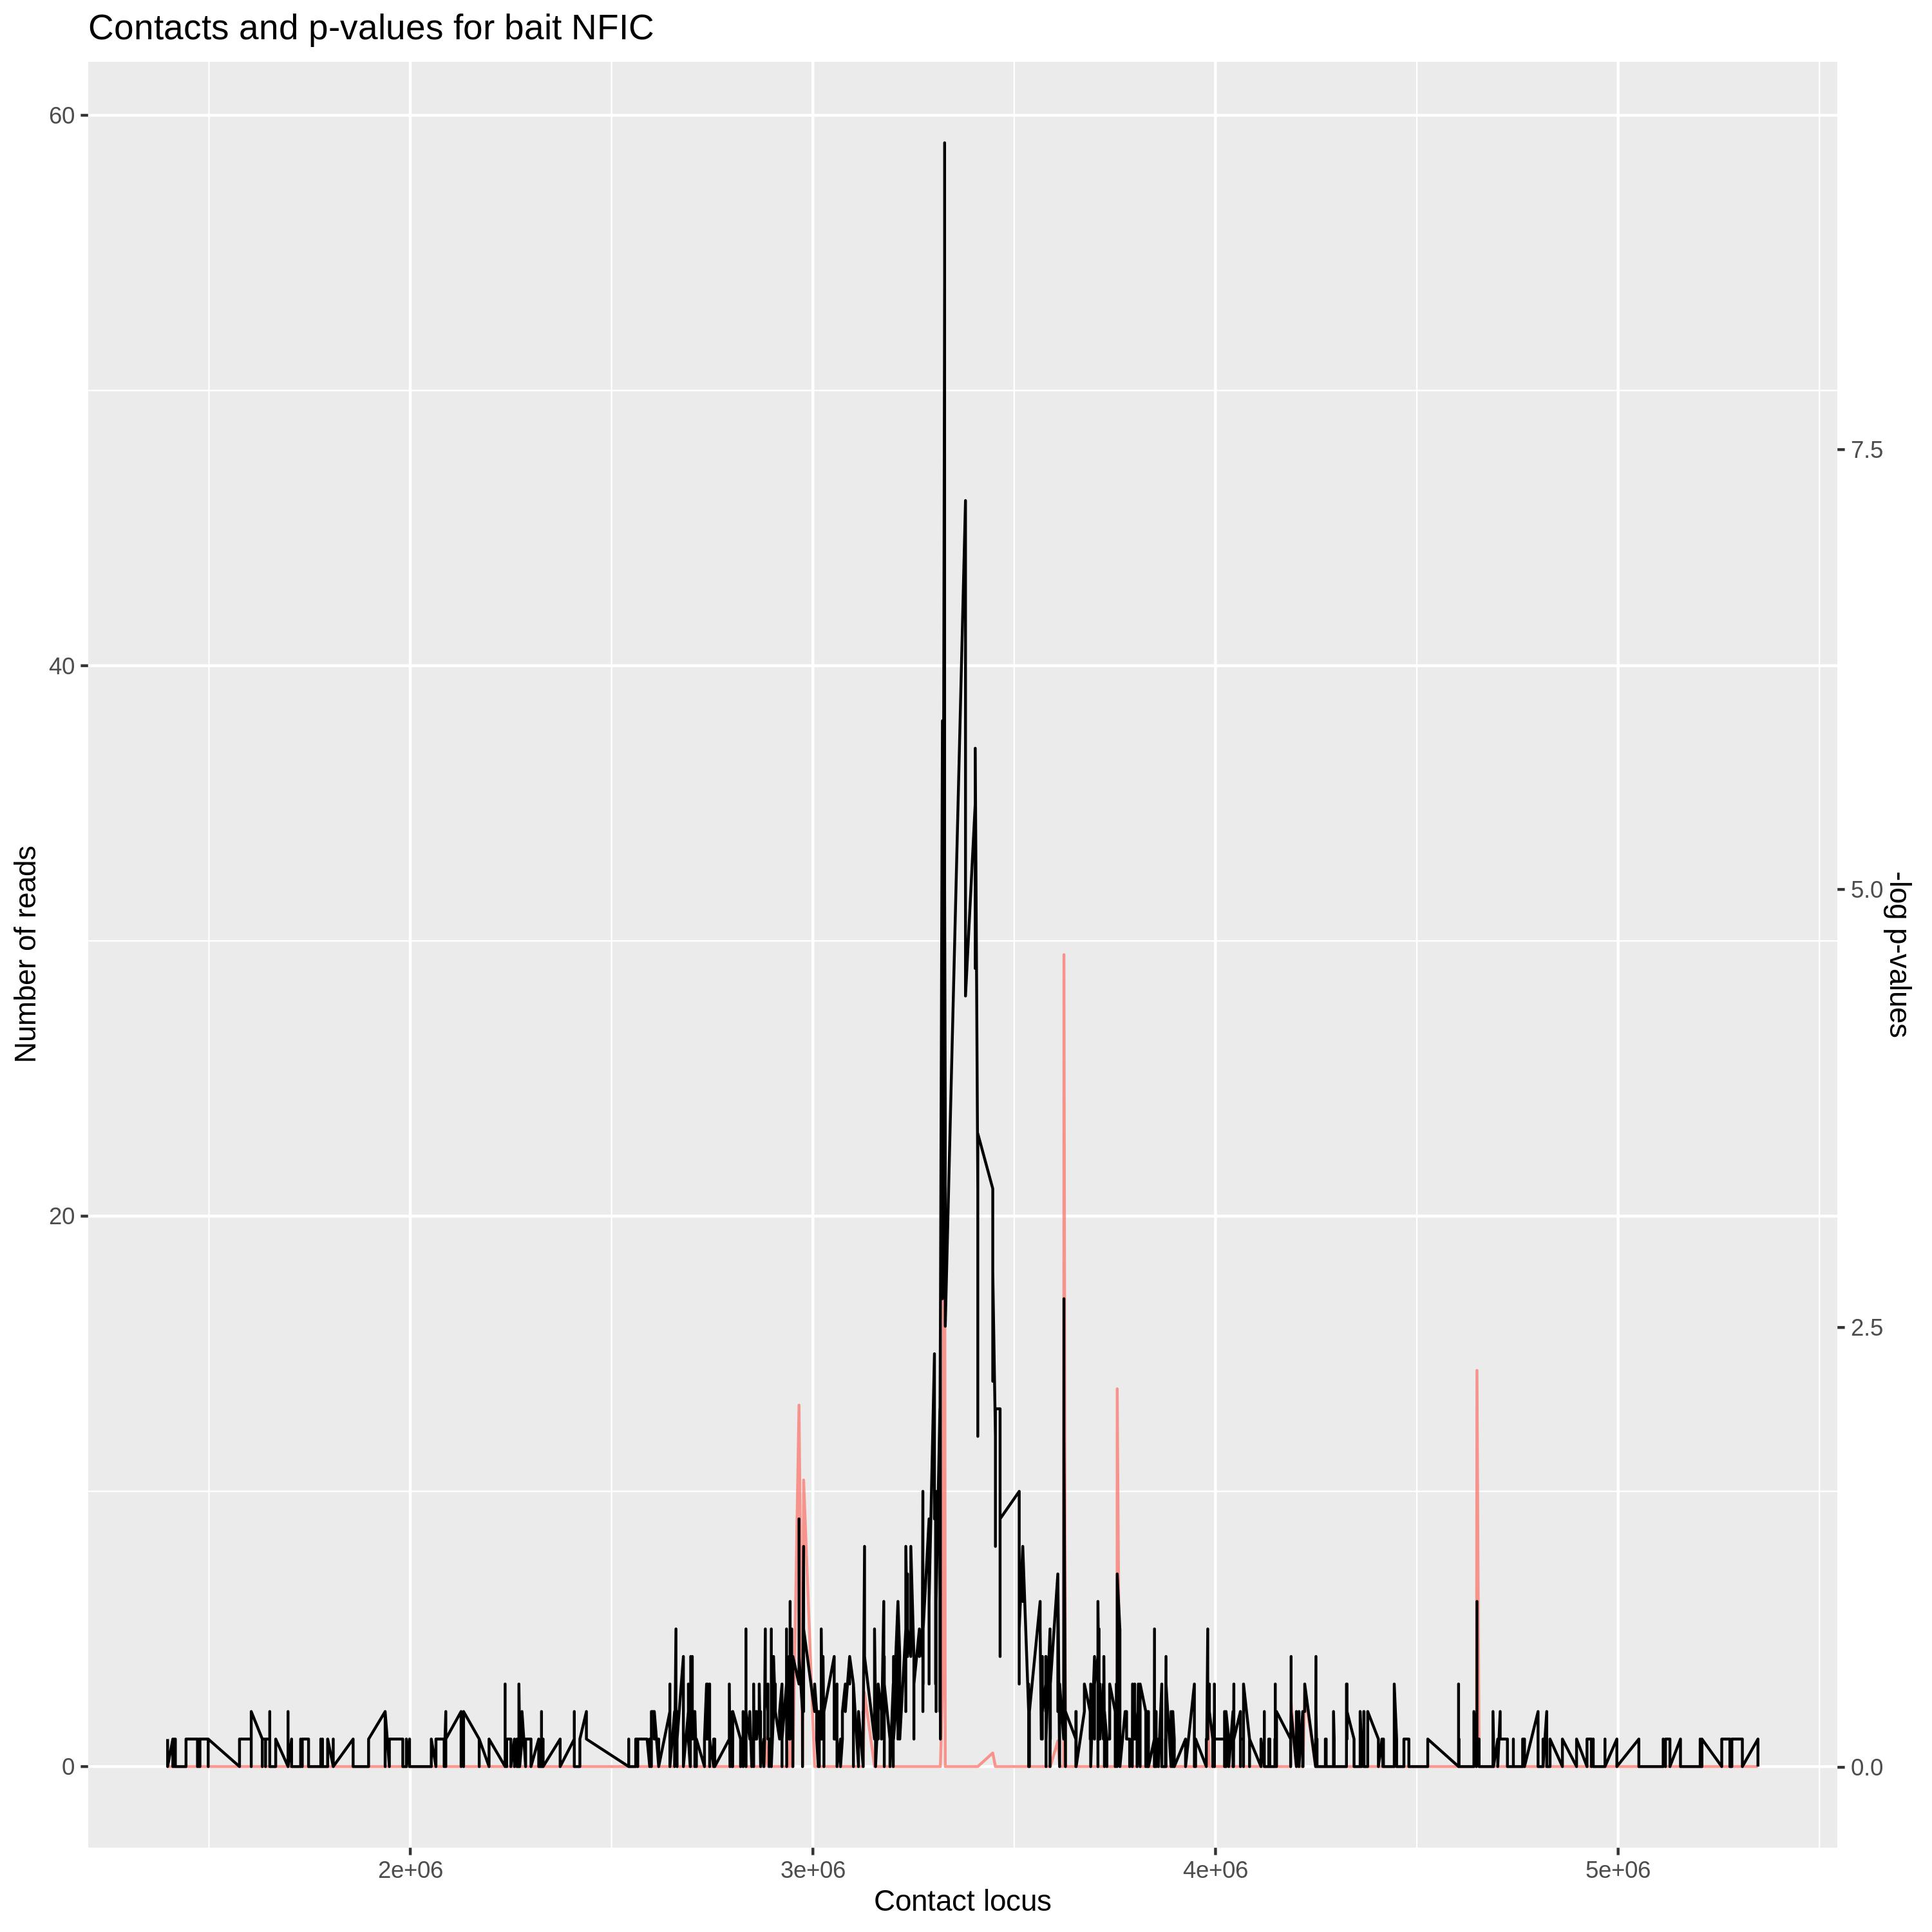 Contacts and p-values for bait NFIC
60
40
20
0
Number of reads
7.5
5.0
2.5
0.0
-log p-values
2e+06
3e+06
4e+06
5e+06
Contact locus